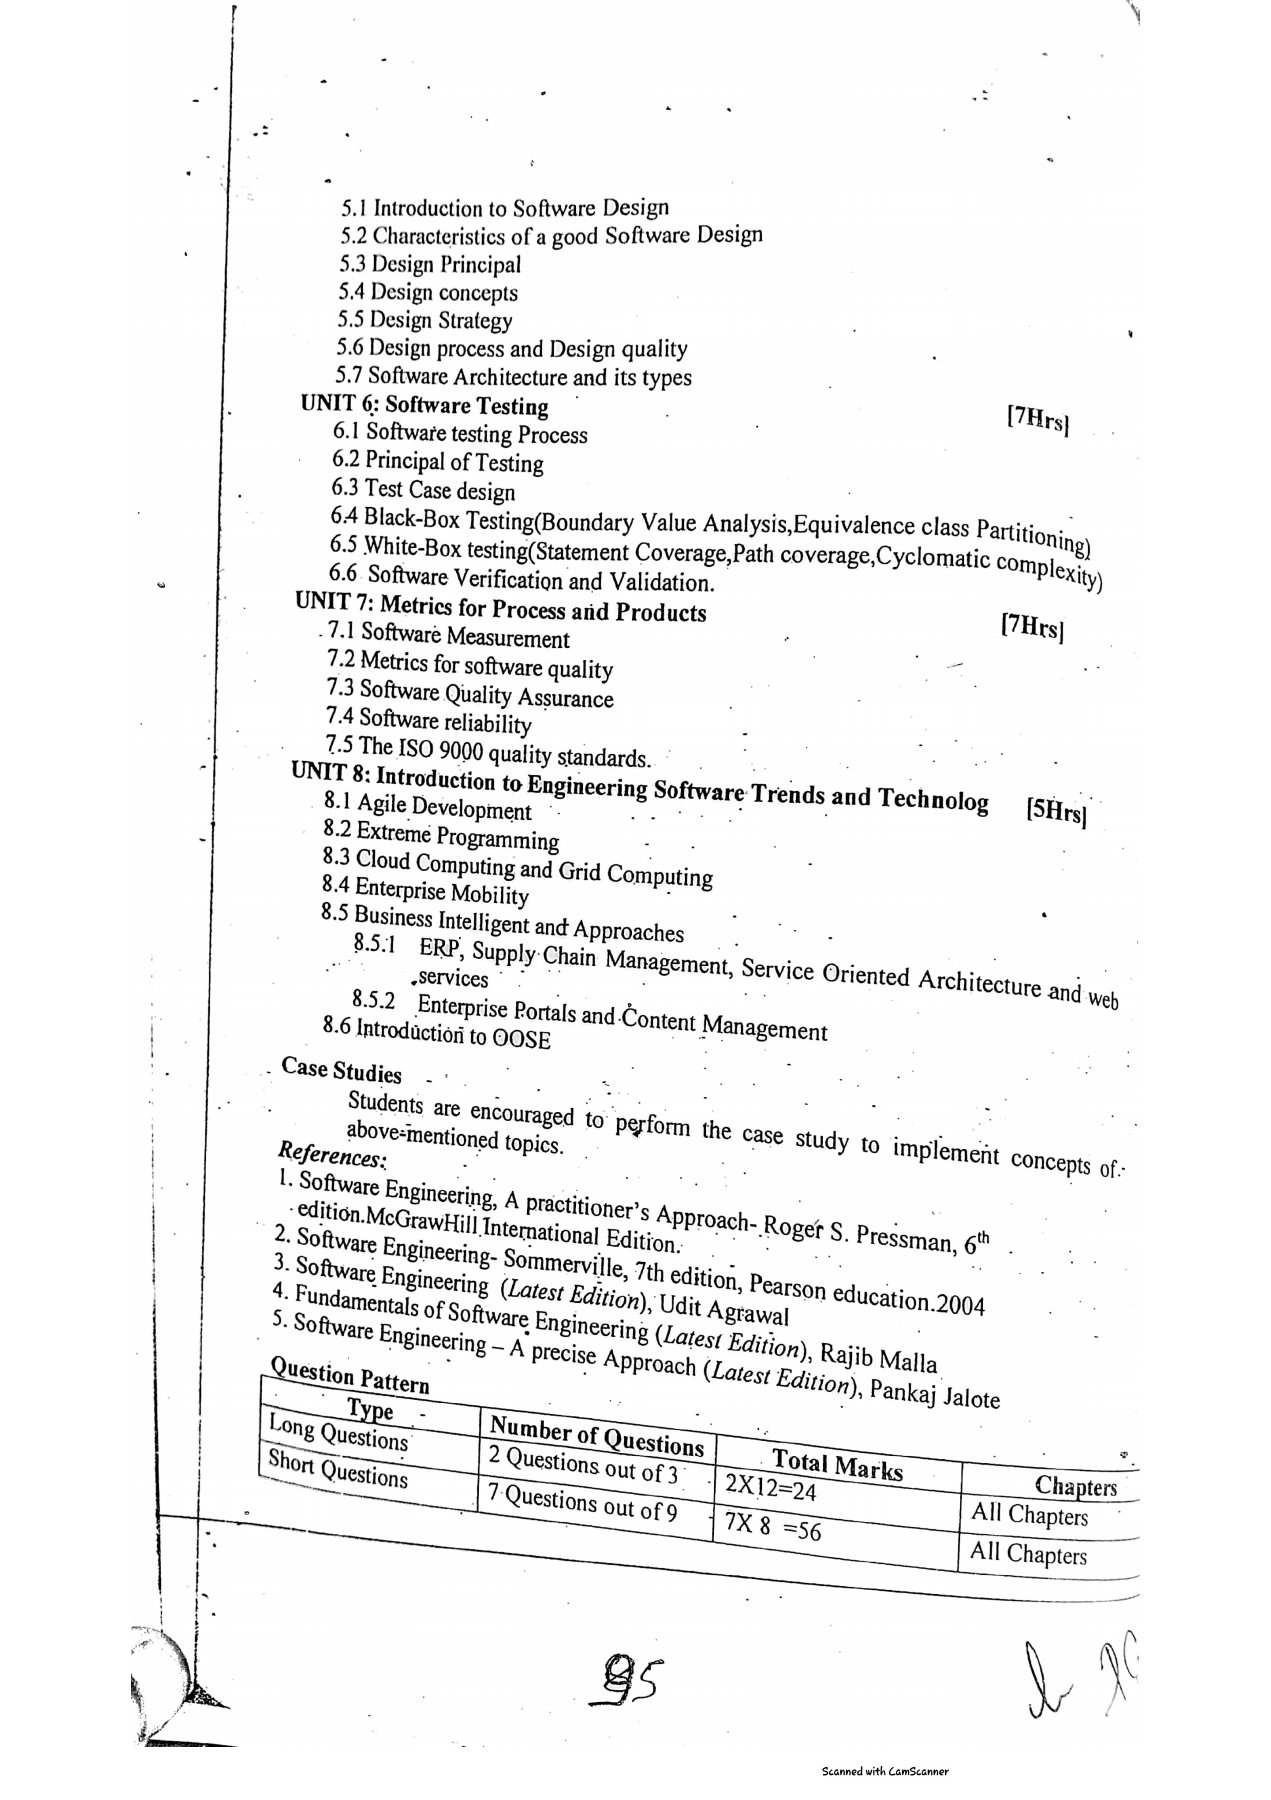 5.1 Introduction to Software Design
5.2 Characteristics of a good Software Design
5.3 Design Principal
5.4 Design concepts
5.5 Design Strategy
5.6 Design process and Design quality
5.7 Software Architecture and its types
UNIT 6: Software Testing [7Hrs]
6.1 Software testing Process
6.2 Principal of Testing
6.3 Test Case design
6.4 Black-Box Testing(Boundary Value Analysis,Equivalence class Partitioning)
6.5 White-Box testing(Statement Coverage,Path coverage,Cyclomatic complexity)
6.6 Software Verification and Validation.
UNIT 7: Metrics for Process and Products [7Hrs]
7.1 Software Measurement
7.2 Metrics for software quality
7.3 Software Quality Assurance
7.4 Software reliability
7.5 The ISO 9000 quality standards.
UNIT 8: Introduction to Engineering Software Trends and Technolog [5Hrs]
8.1 Agile Development
8.2 Extreme Programming
8.3 Cloud Computing and Grid Computing
8.4 Enterprise Mobility
8.5 Business Intelligent and Approaches
8.5.1 ERP, Supply Chain Management, Service Oriented Architecture and web
services
8.5.2 Enterprise Portals and Content Management
8.6 Introduction to OOSE
Case Studies
Students are encouraged to perform the case study to implement concepts of
above-mentioned topics.
References:
1. Software Engineering, A practitioner's Approach- Roger S. Pressman, 6th
edition.McGrawHill International Edition.
2. Software Engineering- Sommerville, 7th edition, Pearson education.2004
3. Software Engineering (Latest Edition), Udit Agrawal
4. Fundamentals of Software Engineering (Latest Edition), Rajib Malla
5. Software Engineering – A precise Approach (Latest Edition), Pankaj Jalote
Question Pattern
Type Number of Questions Total Marks Chapters
Long Questions 2 Questions out of 3 2X12=24 All Chapters
Short Questions 7 Questions out of 9 7X 8 =56 All Chapters
95
Scanned with CamScanner